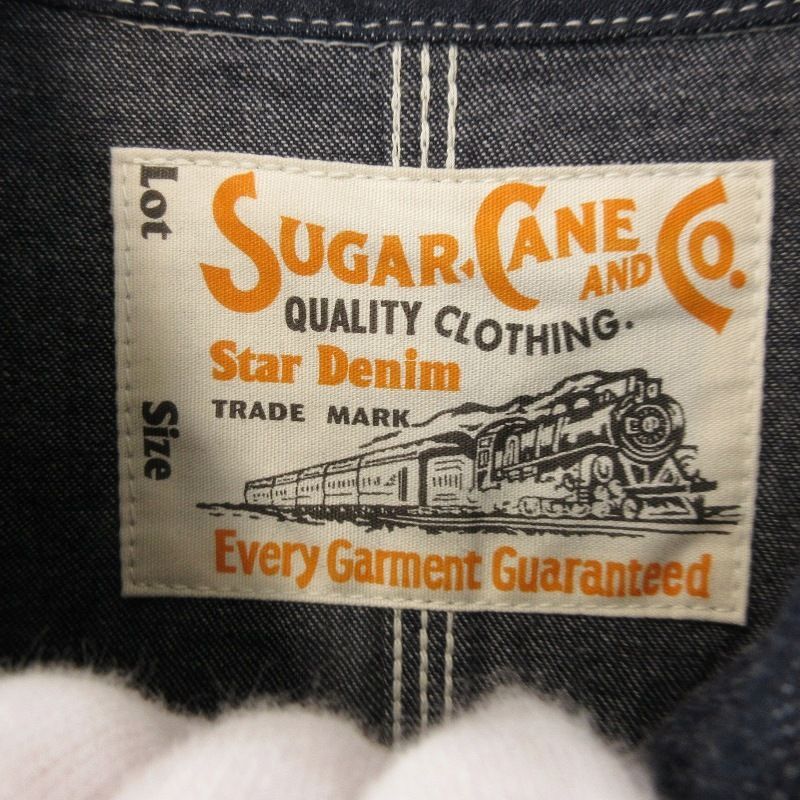 Lot
SUGAR CANE AND CO.
QUALITY CLOTHING.
Star Denim
TRADE MARK
Size
Every Garment Guaranteed